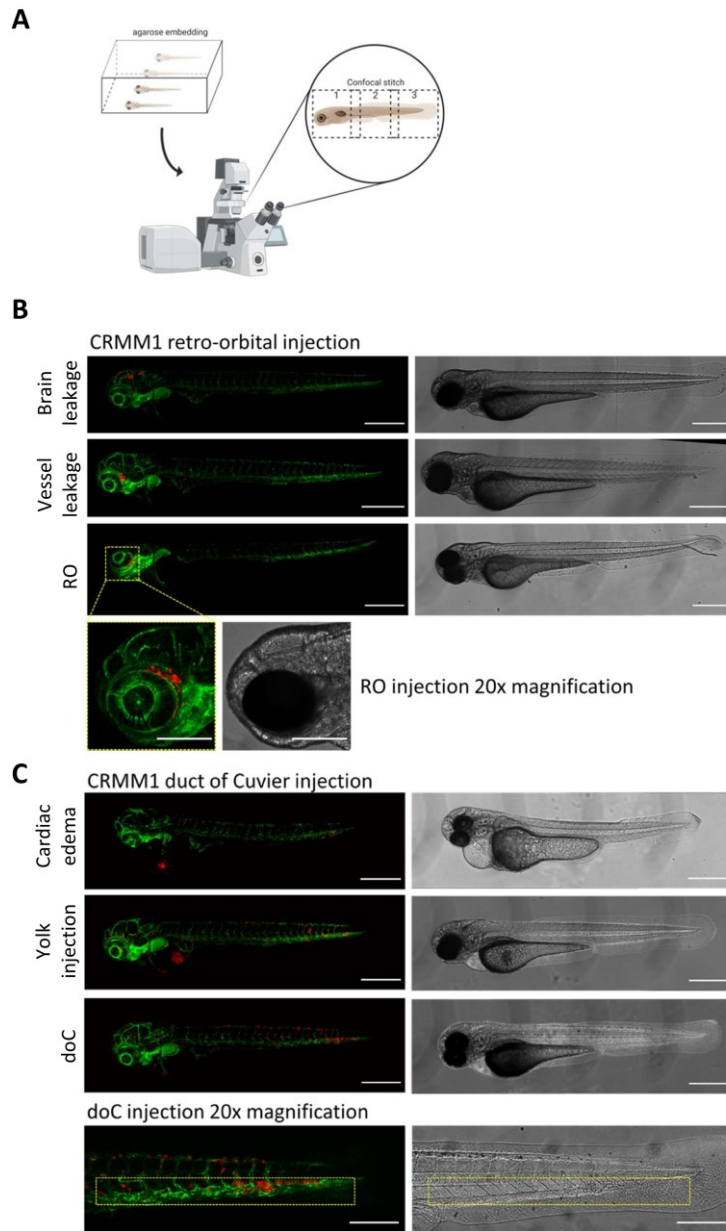 A
agarose embedding
Confocal stitch
1 2 3
B
CRMM1 retro-orbital injection
Brain
leakage
Vessel
leakage
RO
RO injection 20x magnification
C
CRMM1 duct of Cuvier injection
Cardiac
edema
Yolk
injection
doC
doC injection 20x magnification